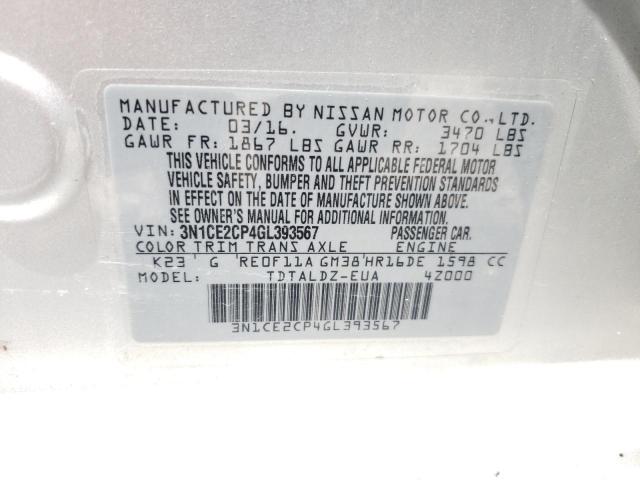 MANUFACTURED BY NISSAN MOTOR CO.,LTD.
DATE: 03/16. GVWR: 3470 LBS
GAWR FR: 1867 LBS GAWR RR: 1704 LBS
THIS VEHICLE CONFORMS TO ALL APPLICABLE FEDERAL MOTOR
VEHICLE SAFETY, BUMPER AND THEFT PREVENTION STANDARDS
IN EFFECT ON THE DATE OF MANUFACTURE SHOWN ABOVE.
SEE OWNER'S MANUAL FOR ADDITIONAL INFORMATION.
VIN: 3N1CE2CP4GL393567 PASSENGER CAR.
COLOR TRIM TRANS AXLE ENGINE
K23 G RE0F11A GM38 HR16DE 1598 CC
MODEL: TDTALDZ-EUA 4Z000
3N1CE2CP4GL393567